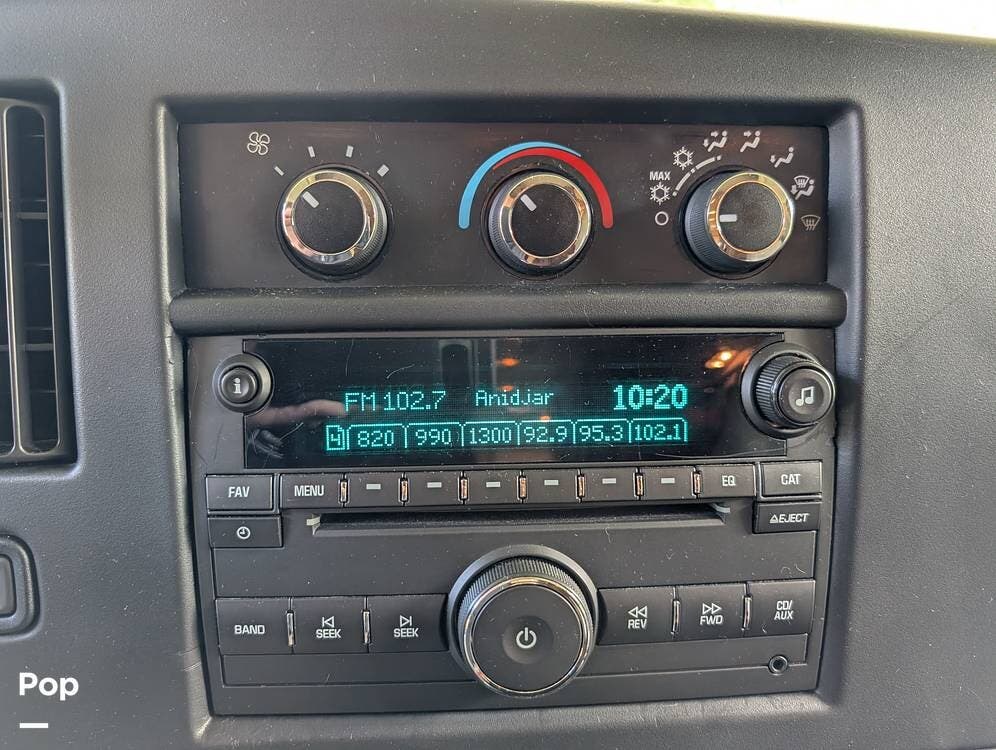 MAX
i
FM 102.7 Anidjar 10:20
4 820 990 1300 92.9 95.3 102.1
FAV MENU EQ CAT
EJECT
BAND SEEK SEEK REV FWD CD/
AUX
Pop